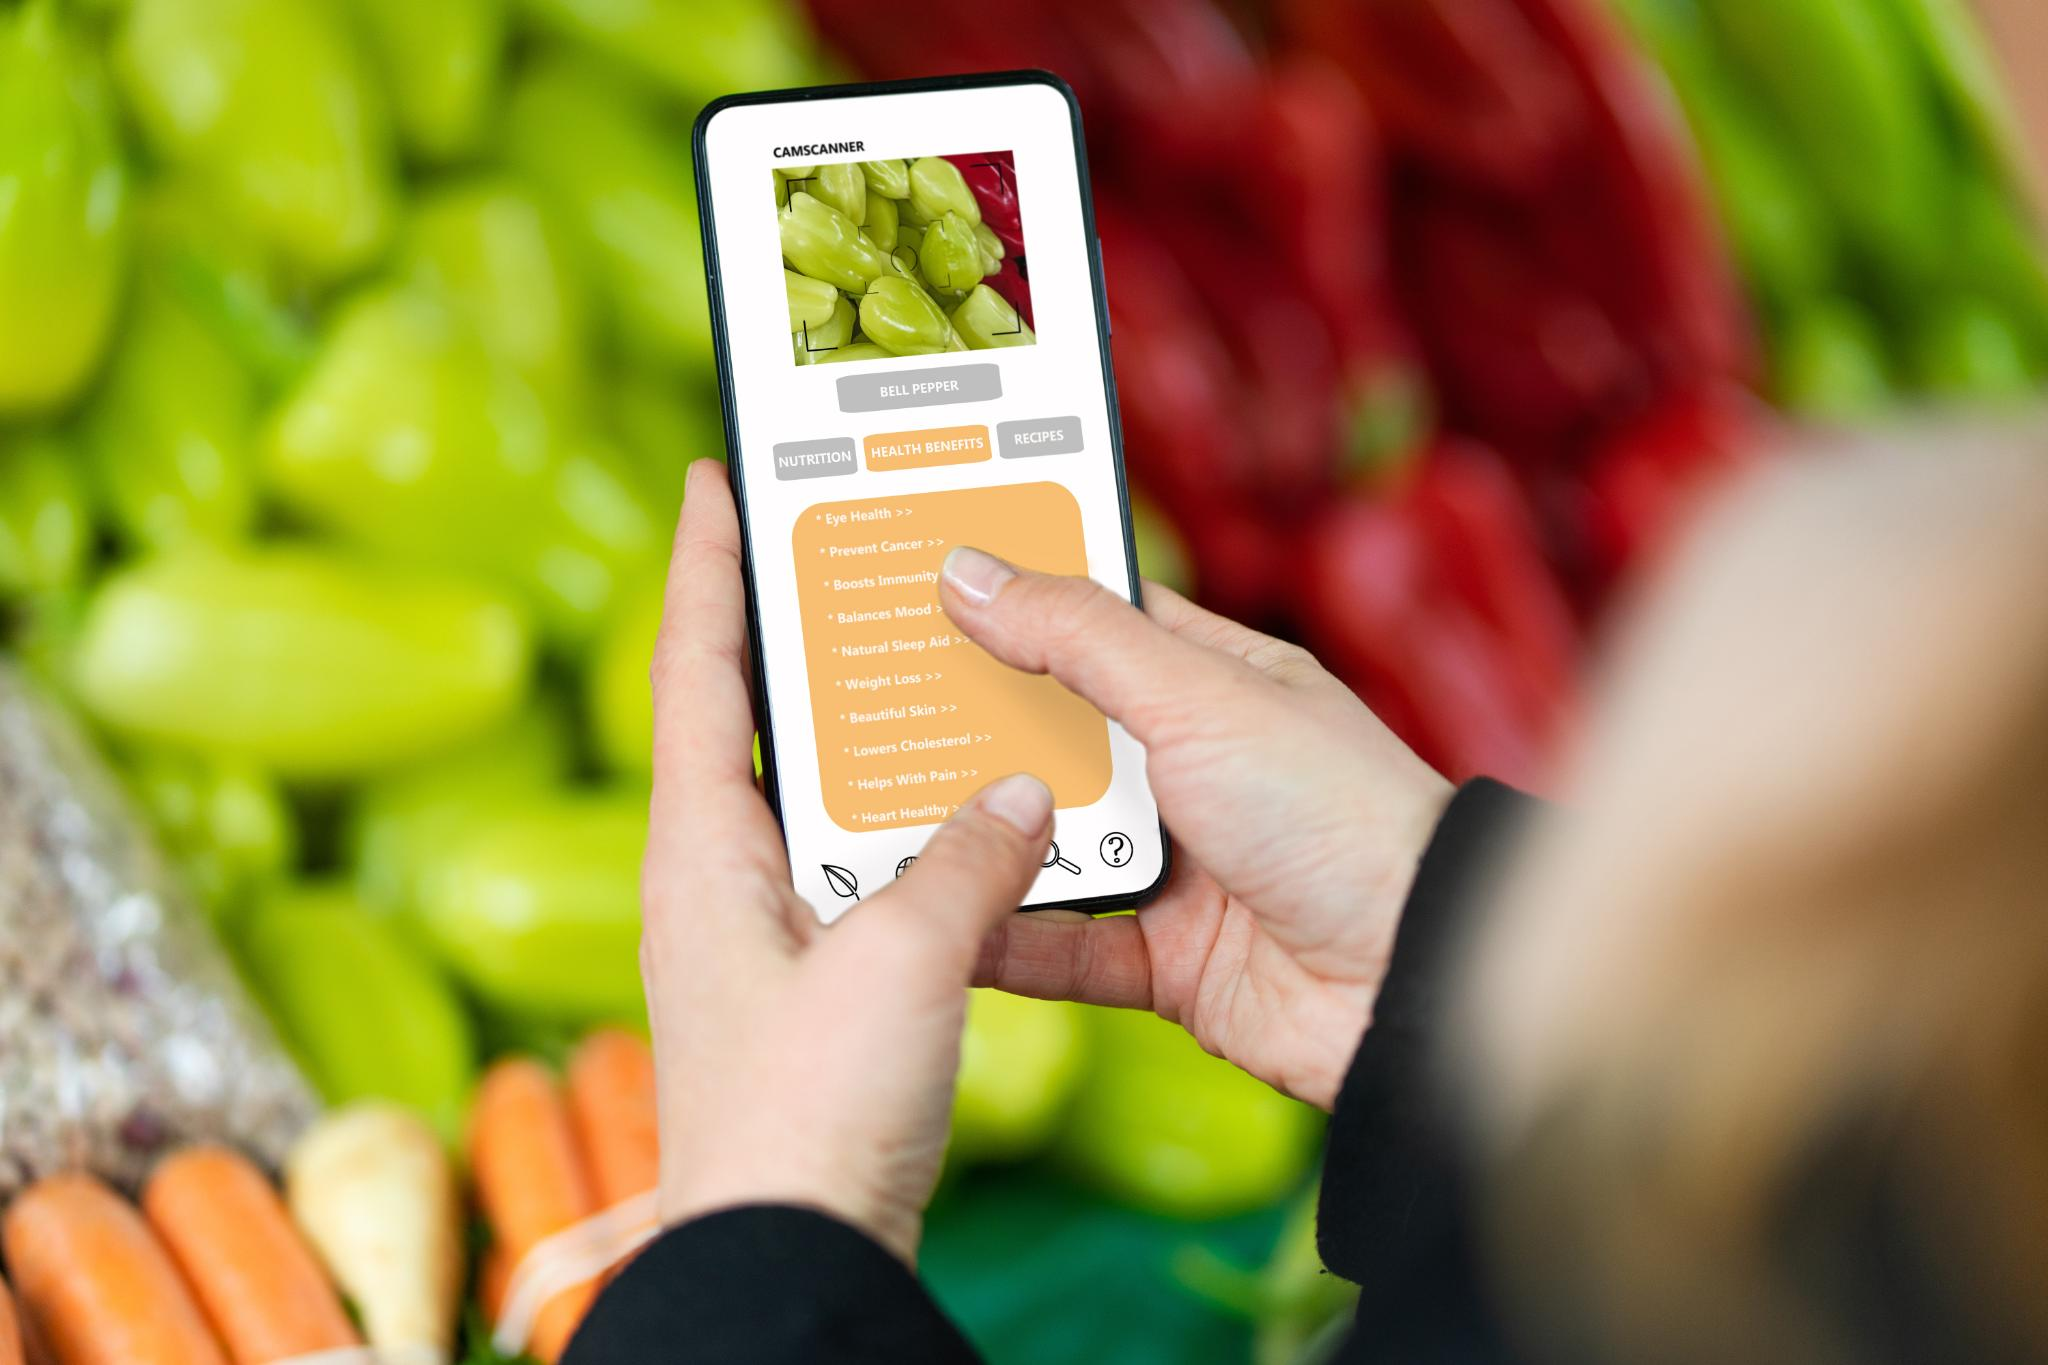 CAMSCANNER
BELL PEPPER
NUTRITION HEALTH BENEFITS RECIPES
* Eye Health >>
* Prevent Cancer >>
* Boosts Immunity
* Balances Mood >
* Natural Sleep Aid >>
* Weight Loss >>
* Beautiful Skin >>
* Lowers Cholesterol >>
* Helps With Pain >>
* Heart Healthy >
?